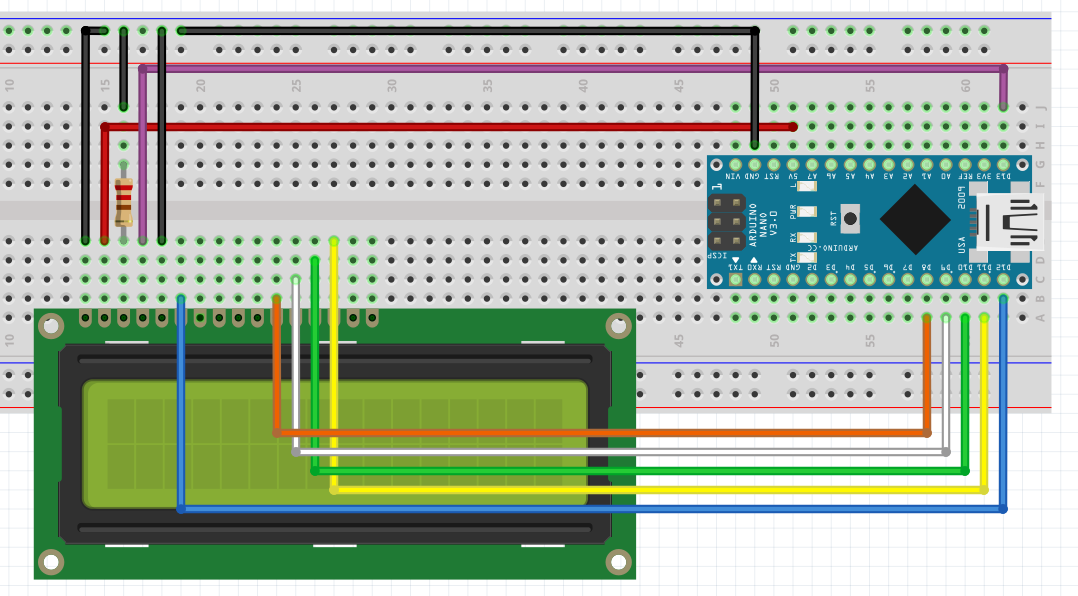 10 15 20 25 30 35 40 45 50 55 60
J
I
H
G
F
VIN GND RST 5V A7 A6 A5 A4 A3 A2 A1 A0 REF 3V3 D13
1
L
PWR
RX
TX
ARDUINO
NANO
V3.0
RST
2009
USA
ICSP
ARDUINO.CC
TX1 RX0 RST GND D2 D3 D4 D5 D6 D7 D8 D9 D10 D11 D12
D
C
B
A
10 45 50 55